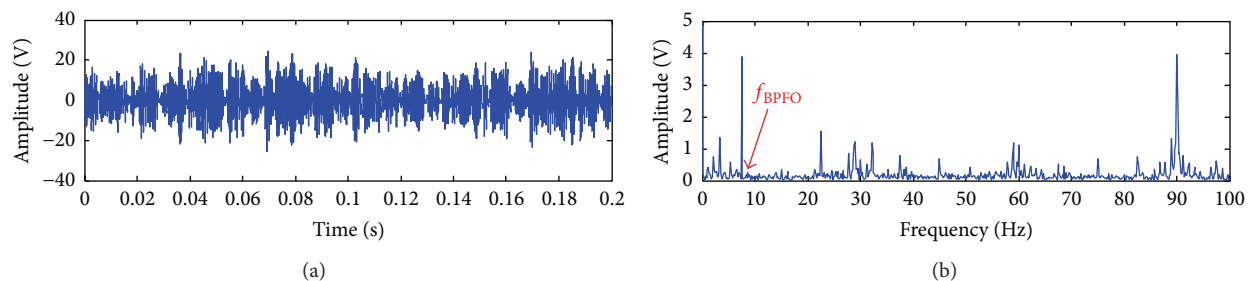 40
20
0
−20
−40
Amplitude (V)
0 0.02 0.04 0.06 0.08 0.1 0.12 0.14 0.16 0.18 0.2
Time (s)
(a)
5
4
3
2
1
0
Amplitude (V)
f_BPFO
0 10 20 30 40 50 60 70 80 90 100
Frequency (Hz)
(b)